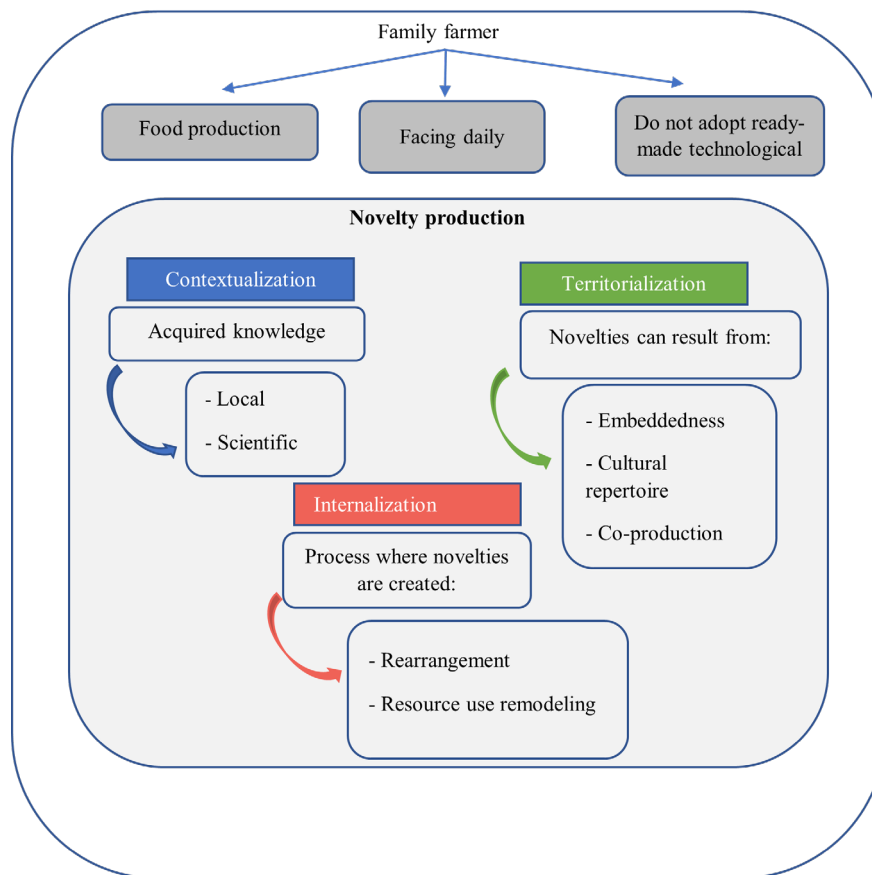 Family farmer
Food production
Facing daily
Do not adopt ready-
made technological
Novelty production
Contextualization
Acquired knowledge
- Local
- Scientific
Territorialization
Novelties can result from:
- Embeddedness
- Cultural
repertoire
- Co-production
Internalization
Process where novelties
are created:
- Rearrangement
- Resource use remodeling